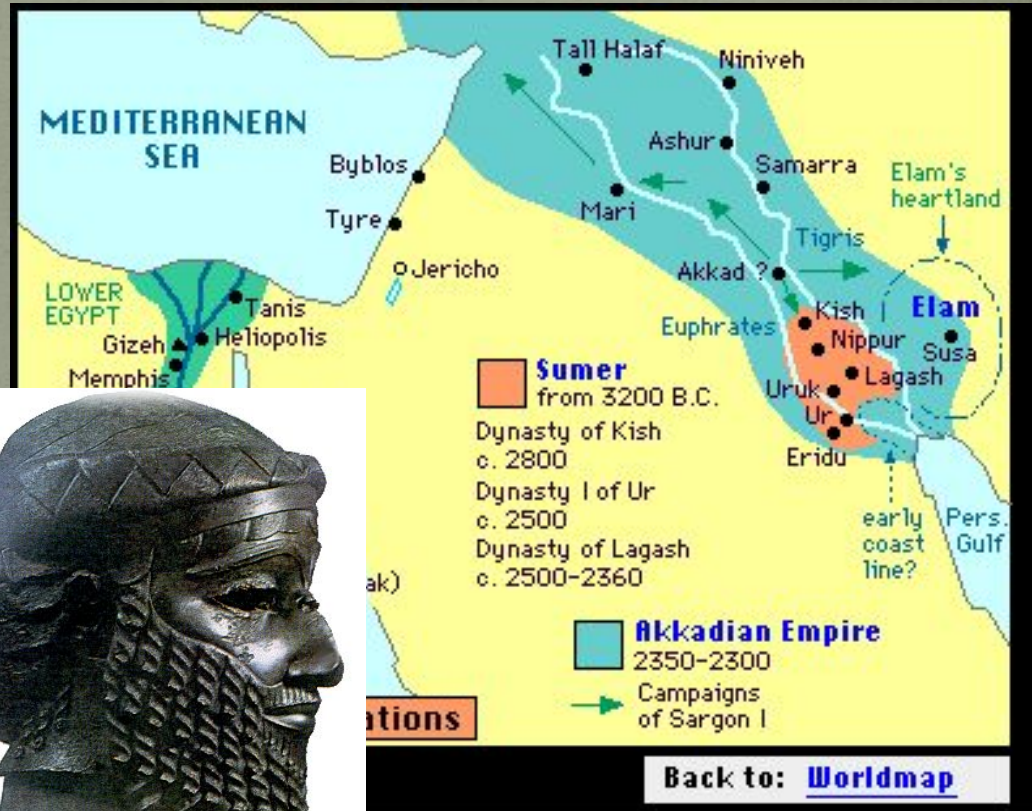 MEDITERRANEAN
SEA
Tall Halaf
Niniveh
Ashur
Samarra
Byblos
Mari
Elam's
heartland
Tyre
Tigris
Jericho
Akkad ?
LOWER
EGYPT
Tanis
Gizeh
Heliopolis
Memphis
Euphrates
Kish
Nippur
Elam
Susa
Lagash
Uruk
Ur
Eridu
Sumer
from 3200 B.C.
Dynasty of Kish
c. 2800
Dynasty I of Ur
c. 2500
Dynasty of Lagash
c. 2500-2360
early
coast
line?
Pers.
Gulf
ak)
Akkadian Empire
2350-2300
Campaigns
of Sargon I
ations
Back to: Worldmap